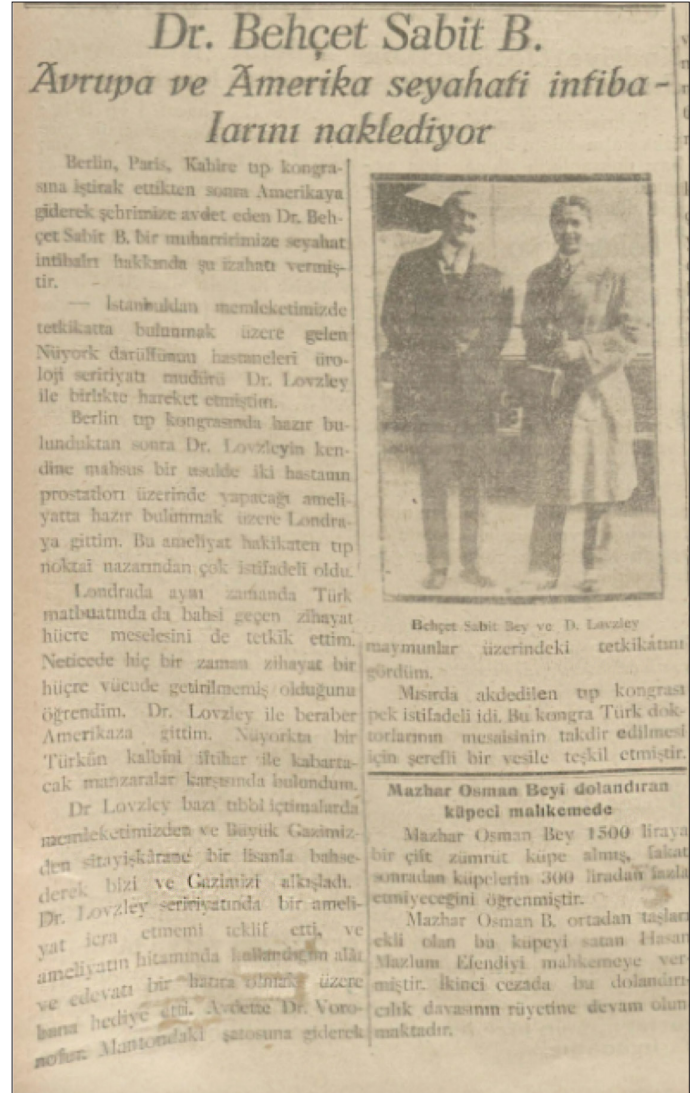 Dr. Behçet Sabit B.
Avrupa ve Amerika seyahati intiba-
larını naklediyor
Berlin, Paris, Kahire tıp kongra-
sına iştirak ettikten sonra Amerikaya
giderek şehrimize avdet eden Dr. Beh-
çet Sabit B. bir muharririmize seyahat
intibaları hakkında şu izahatı vermiş-
tir.
— İstanbuldan memleketimizde
tetkikatta bulunmak üzere gelen
Nüyork darülfünun hastaneleri üro-
loji seririyatı müdürü Dr. Lovzley
ile birlikte hareket etmiştim.
Berlin tıp kongrasında hazır bu-
lunduktan sonra Dr. Lovzleyin ken-
dine mahsus bir usulde iki hastanın
prostatları üzerinde yapacağı ameli-
yatta hazır bulunmak üzere Londra-
ya gittim. Bu ameliyat hakikaten tıp
noktai nazarından çok istifadeli oldu.
Londrada aynı zamanda Türk
matbuatında da bahsi geçen zihayat
hücre meselesini de tetkik ettim.
Neticede hiç bir zaman zihayat bir
hüçre vücude getirilmemiş olduğunu
öğrendim. Dr. Lovzley ile beraber
Amerikaza gittim. Nüyorkta bir
Türkün kalbini iftihar ile kabarta-
cak manzaralar karşısında bulundum.
Dr Lovzley bazı tıbbi içtimalarda
memleketimizden ve Büyük Gazimiz-
den sitayişkârane bir lisanla bahse-
derek bizi ve Gazimizi alkışladı.
Dr. Lovzley seririyatında bir ameli-
yat icra etmemi teklif etti, ve
ameliyatın hitamında kullandığım alât
ve edevatı bir hatıra olmak üzere
bana hediye etti. Avdette Dr. Voro-
nofun Mantondaki şatosuna giderek
Behçet Sabit Bey ve D. Lovzley
maymunlar üzerindeki tetkikâtını
gördüm.
Mısırda akdedilen tıp kongrası
pek istifadeli idi. Bu kongra Türk dok-
torlarının mesaisinin takdir edilmesi
için şerefli bir vesile teşkil etmiştir.
Mazhar Osman Beyi dolandıran
küpeci mahkemede
Mazhar Osman Bey 1500 liraya
bir çift zümrüt küpe almış, fakat
sonradan küpelerin 300 liradan fazla
etmiyeceğini öğrenmiştir.
Mazhar Osman B. ortadan taşları
ekli olan bu küpeyi satan Hasan
Mazlum Efendiyi mahkemeye ver-
miştir. İkinci cezada bu dolandırı-
cılık davasının rüyetine devam olun
maktadır.